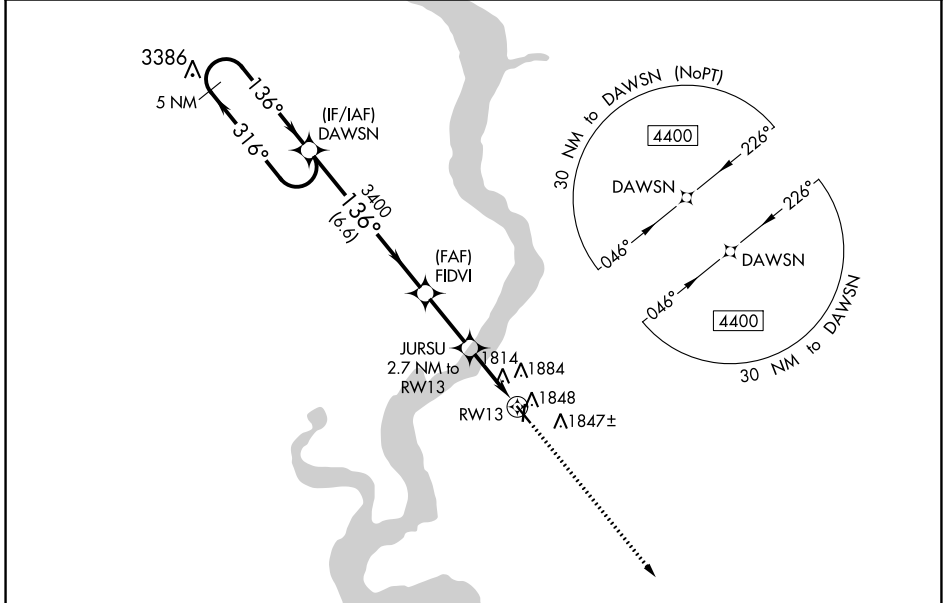 3386
5 NM
136°
316°
(IF/IAF)
DAWSN
3400
136°
(6.6)
(FAF)
FIDVI
JURSU
2.7 NM to
RW13
1814
1884
1848
RW13
1847±
30 NM to DAWSN (NoPT)
4400
226°
DAWSN
046°
226°
DAWSN
046°
4400
30 NM to DAWSN